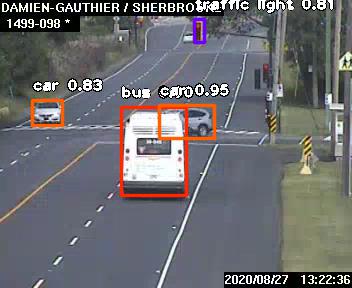 DAMIEN-GAUTHIER / SHERBRO
traffic light 0.81
1499-098 *
car 0.83
bus
car 0.95
2020/08/27 13:22:36